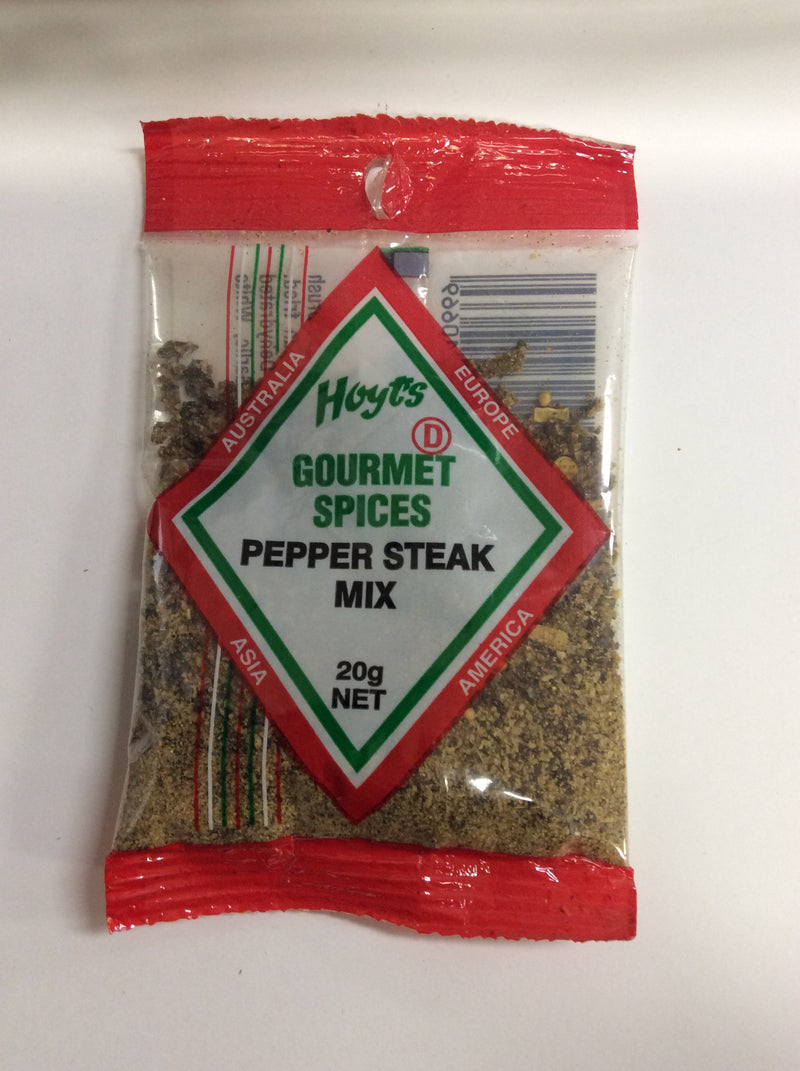 AUSTRALIA
EUROPE
Hoyt's
D
GOURMET
SPICES
PEPPER STEAK
MIX
ASIA
AMERICA
20g
NET